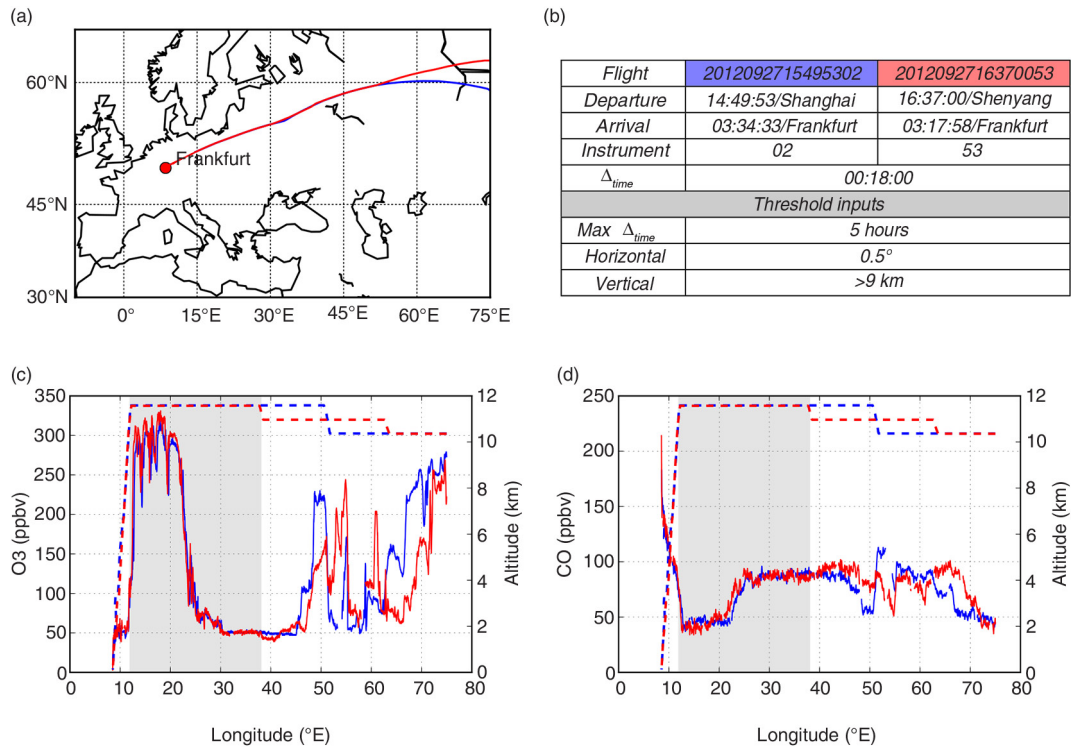 (a)
60°N
45°N
30°N
0°
15°E
30°E
45°E
60°E
75°E
Frankfurt
(b)
Flight 2012092715495302 2012092716370053
Departure 14:49:53/Shanghai 16:37:00/Shenyang
Arrival 03:34:33/Frankfurt 03:17:58/Frankfurt
Instrument 02 53
Δtime 00:18:00
Threshold inputs
Max Δtime 5 hours
Horizontal 0.5°
Vertical >9 km
(c)
350
300
250
200
150
100
50
0
O3 (ppbv)
12
10
8
6
4
2
0
Altitude (km)
0 10 20 30 40 50 60 70 80
Longitude (°E)
(d)
250
200
150
100
50
0
CO (ppbv)
12
10
8
6
4
2
0
Altitude (km)
0 10 20 30 40 50 60 70 80
Longitude (°E)